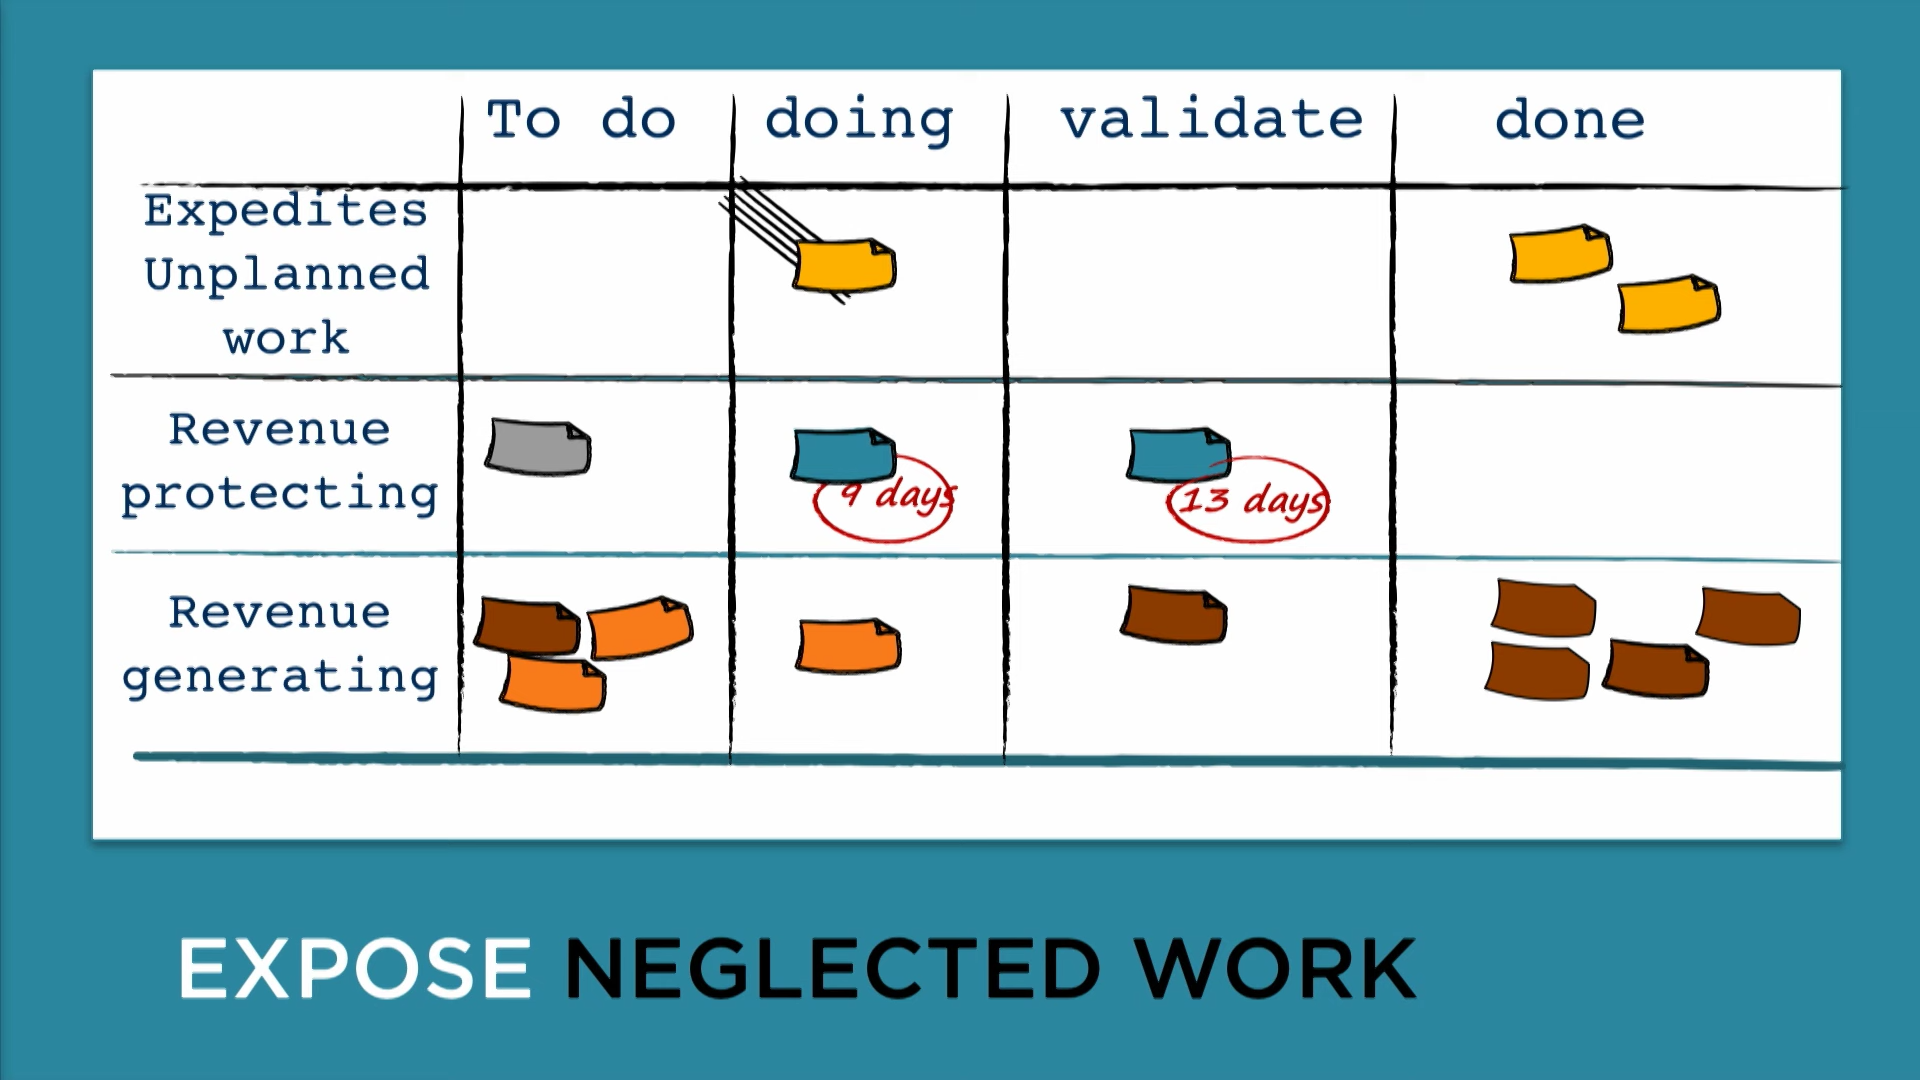 To do doing validate done
Expedites
Unplanned
work
Revenue
protecting
9 days
13 days
Revenue
generating
EXPOSE NEGLECTED WORK